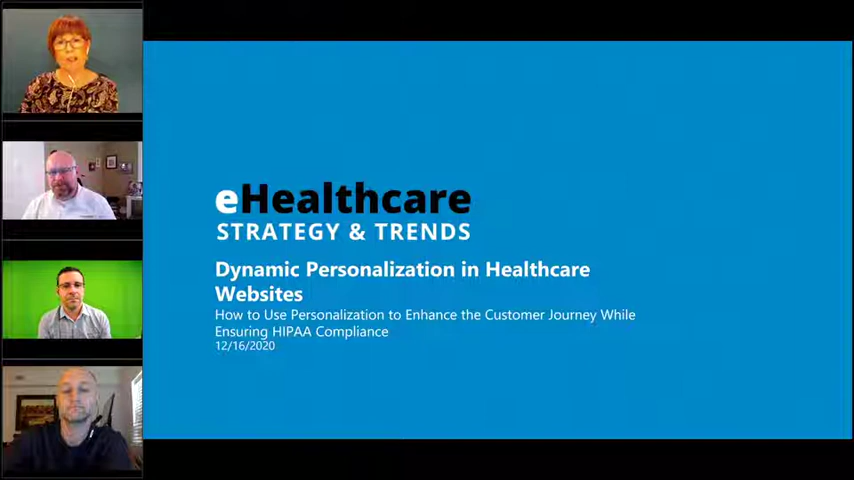 eHealthcare
STRATEGY & TRENDS
Dynamic Personalization in Healthcare
Websites
How to Use Personalization to Enhance the Customer Journey While
Ensuring HIPAA Compliance
12/16/2020